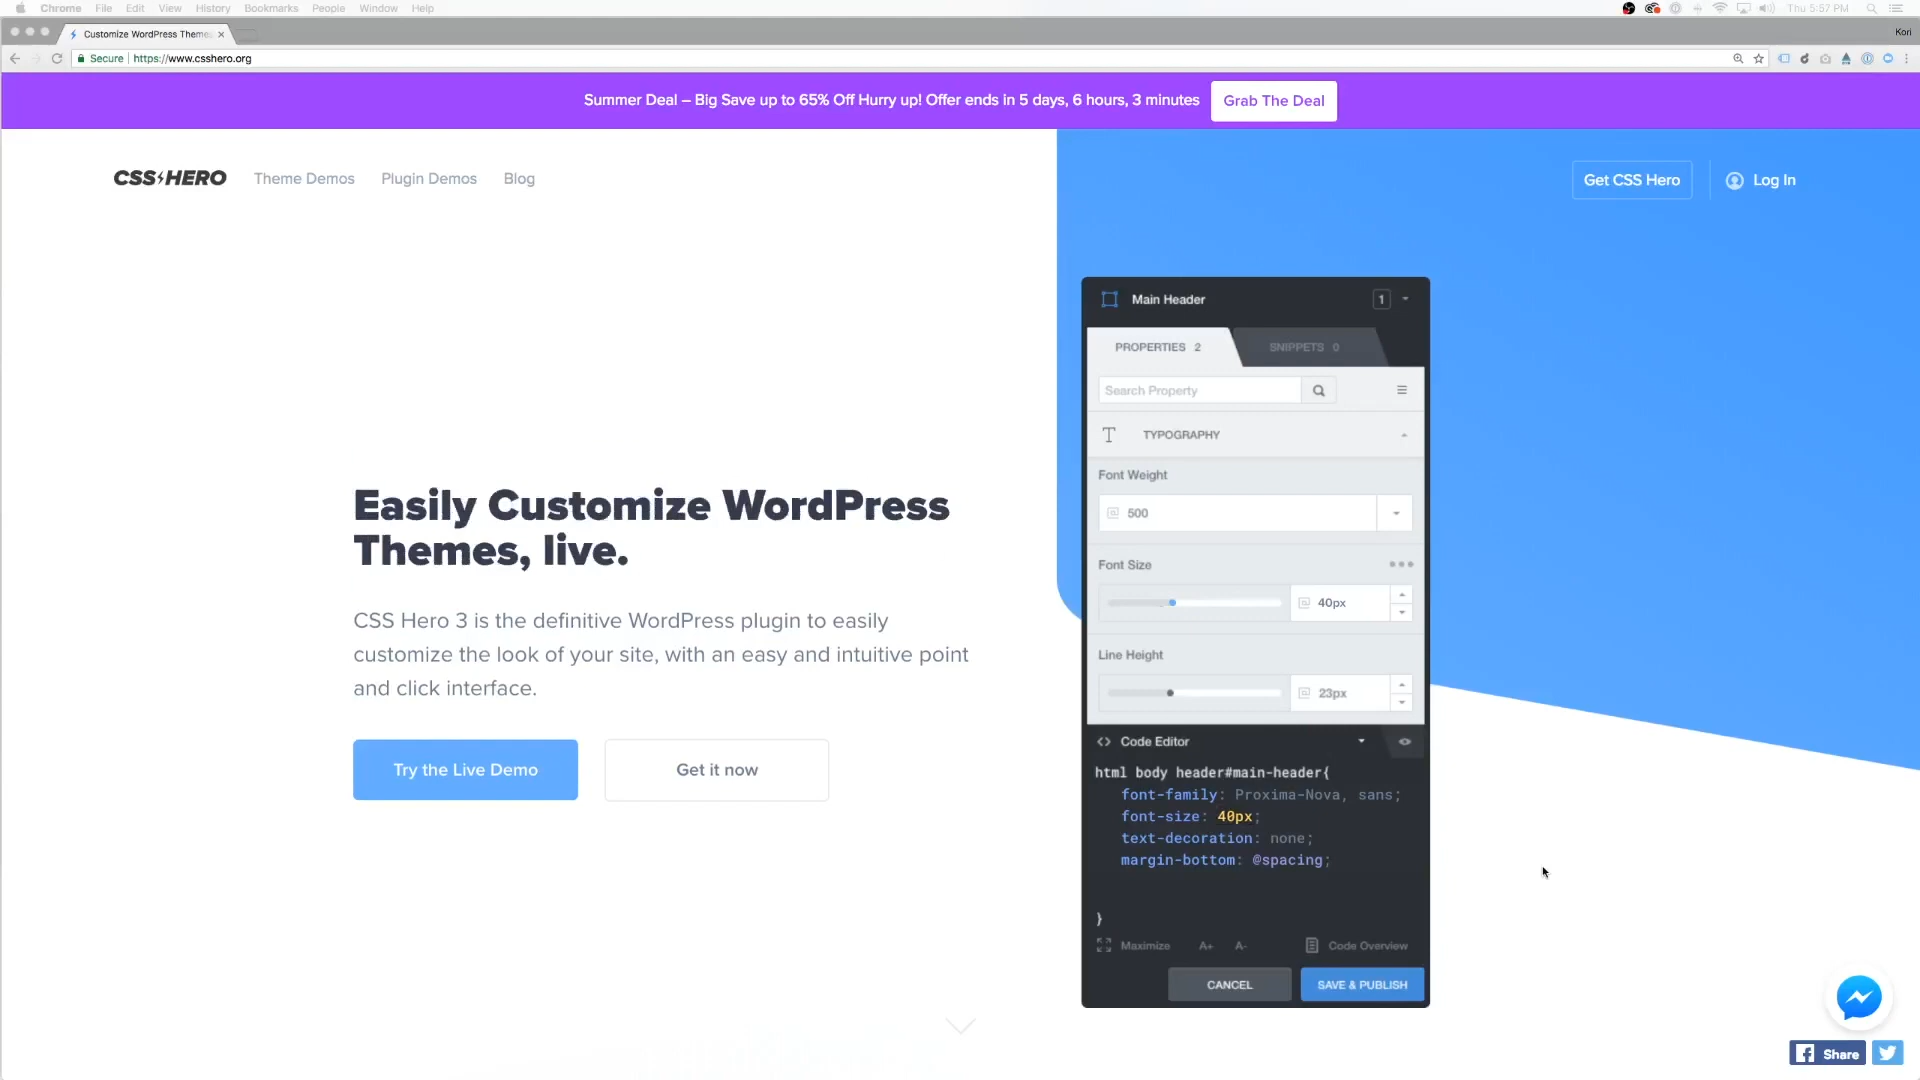 Chrome File Edit View History Bookmarks People Window Help Thu 5:57 PM
Customize WordPress Themes Kori
Secure https://www.csshero.org
Summer Deal – Big Save up to 65% Off Hurry up! Offer ends in 5 days, 6 hours, 3 minutes Grab The Deal
CSS HERO Theme Demos Plugin Demos Blog Get CSS Hero Log In
Easily Customize WordPress
Themes, live.
CSS Hero 3 is the definitive WordPress plugin to easily
customize the look of your site, with an easy and intuitive point
and click interface.
Try the Live Demo Get it now
Main Header 1
PROPERTIES 2 SNIPPETS 0
Search Property
TYPOGRAPHY
Font Weight
500
Font Size
40px
Line Height
23px
Code Editor
html body header#main-header{
font-family: Proxima-Nova, sans;
font-size: 40px;
text-decoration: none;
margin-bottom: @spacing;
}
Maximize A+ A- Code Overview
CANCEL SAVE & PUBLISH
Share